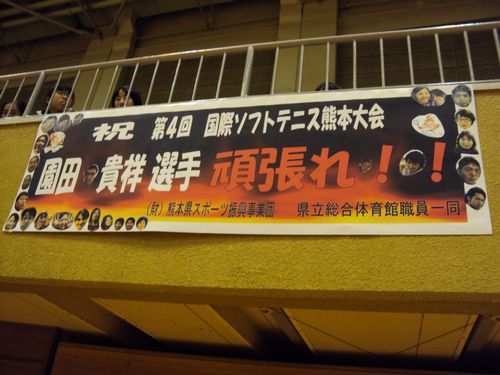 祝 第4回 国際ソフトテニス熊本大会
園田 貴祥 選手 頑張れ!!
(財)熊本県スポーツ振興事業団 県立総合体育館職員一同